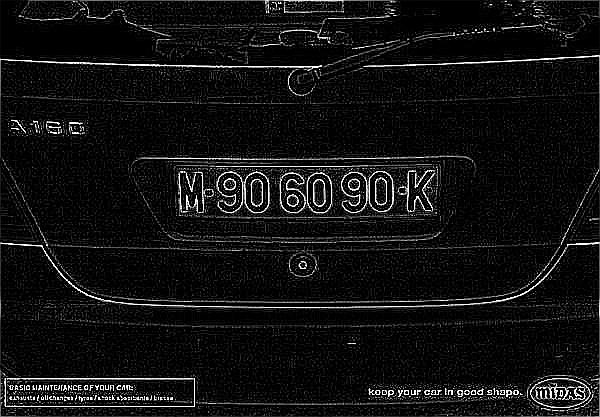 A160
M·90 60 90·K
BASIC MAINTENANCE OF YOUR CAR:
exhausts / oil changes / tyres / shock absorbants / brakes
keep your car in good shape.
MiDAS